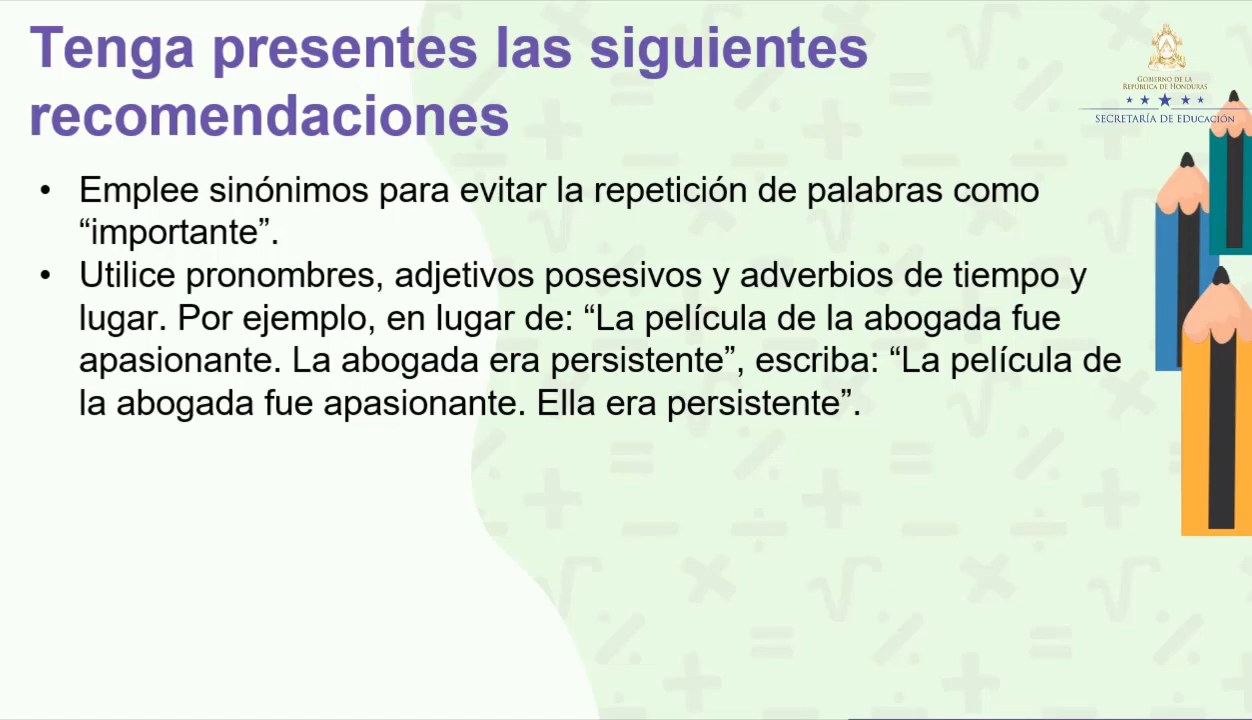 Tenga presentes las siguientes
recomendaciones
GOBIERNO DE LA
REPÚBLICA DE HONDURAS
SECRETARÍA DE EDUCACIÓN
• Emplee sinónimos para evitar la repetición de palabras como
“importante”.
• Utilice pronombres, adjetivos posesivos y adverbios de tiempo y
lugar. Por ejemplo, en lugar de: “La película de la abogada fue
apasionante. La abogada era persistente”, escriba: “La película de
la abogada fue apasionante. Ella era persistente”.